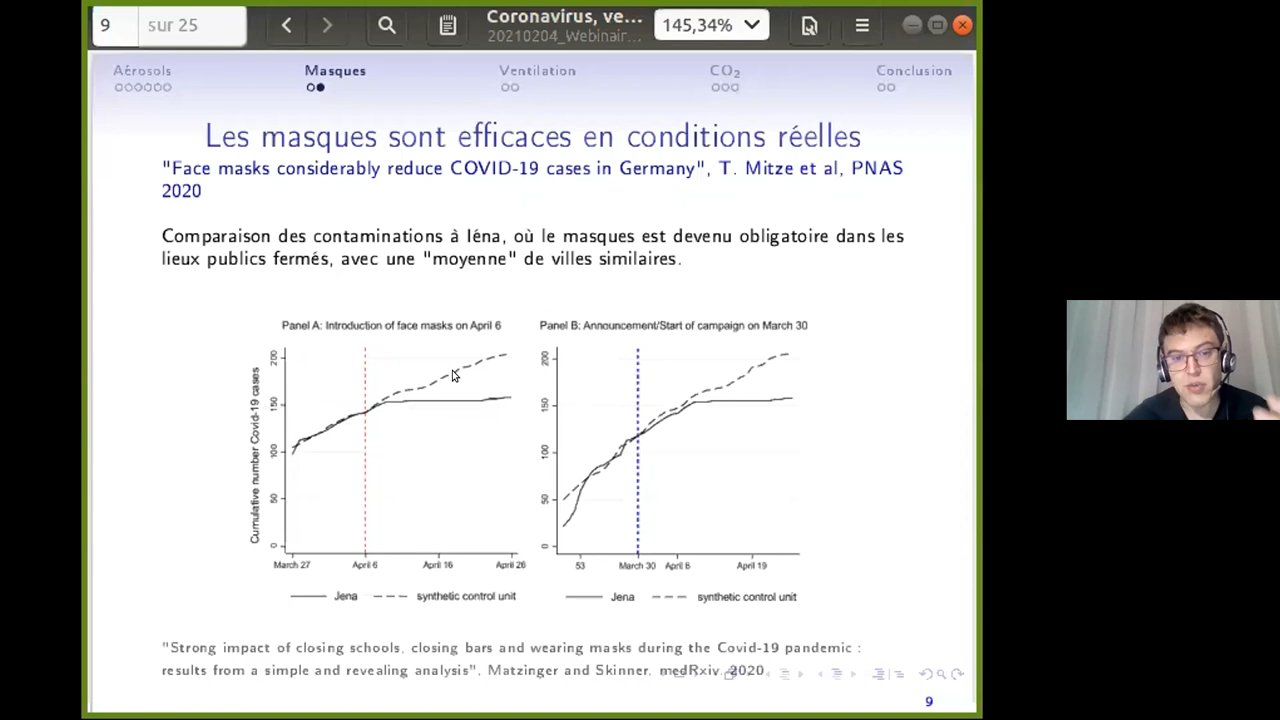 9 sur 25
Coronavirus, ve...
20210204_Webinair...
145,34%
Aérosols Masques Ventilation CO₂ Conclusion
Les masques sont efficaces en conditions réelles
"Face masks considerably reduce COVID-19 cases in Germany", T. Mitze et al, PNAS
2020
Comparaison des contaminations à Iéna, où le masques est devenu obligatoire dans les
lieux publics fermés, avec une "moyenne" de villes similaires.
Panel A: Introduction of face masks on April 6
Cumulative number Covid-19 cases
200
150
100
50
0
March 27 April 6 April 16 April 26
Jena synthetic control unit
Panel B: Announcement/Start of campaign on March 30
200
150
100
50
0
53 March 30 April 6 April 19
Jena synthetic control unit
"Strong impact of closing schools, closing bars and wearing masks during the Covid-19 pandemic :
results from a simple and revealing analysis", Matzinger and Skinner, medRxiv, 2020
9